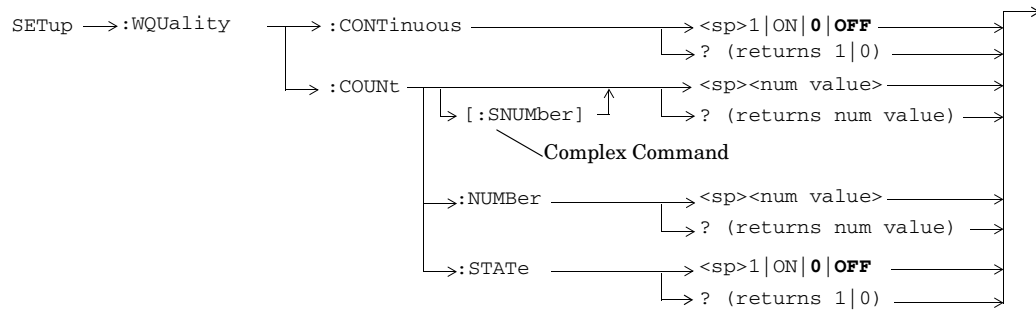 SETup :WQUality :CONTinuous <sp>1|ON|0|OFF
? (returns 1|0)
:COUNt <sp><num value>
[:SNUMber] ? (returns num value)
Complex Command
:NUMBer <sp><num value>
? (returns num value)
:STATe <sp>1|ON|0|OFF
? (returns 1|0)